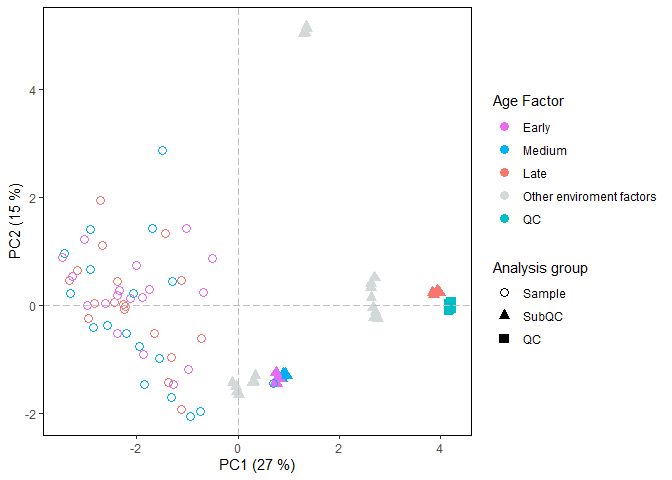 4
2
0
-2
-2
0
2
4
PC2 (15 %)
PC1 (27 %)
Age Factor
Early
Medium
Late
Other enviroment factors
QC
Analysis group
Sample
SubQC
QC